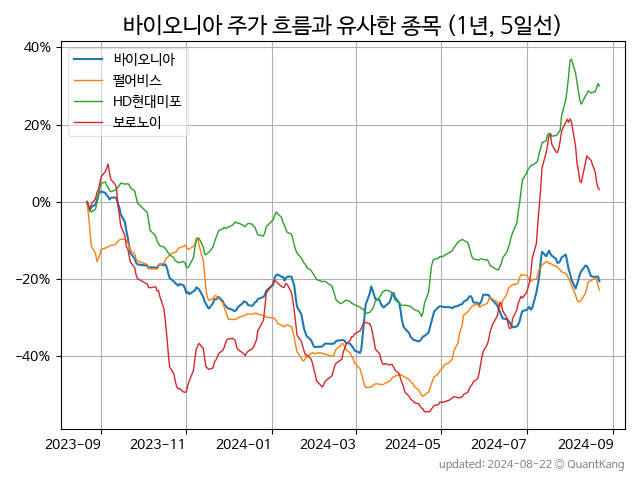 바이오니아 주가 흐름과 유사한 종목 (1년, 5일선)
바이오니아
펄어비스
HD현대미포
보로노이
40%
20%
0%
−20%
−40%
2023-09 2023-11 2024-01 2024-03 2024-05 2024-07 2024-09
updated: 2024-08-22 © QuantKang